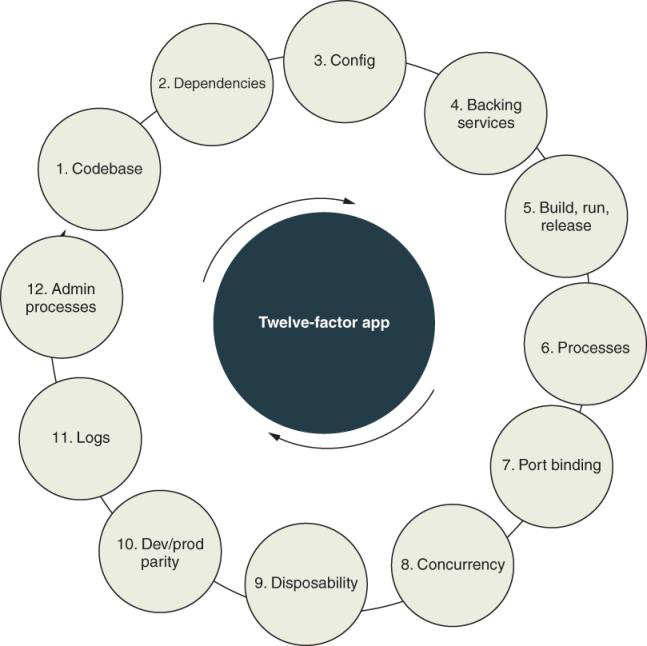 1. Codebase
2. Dependencies
3. Config
4. Backing
services
5. Build, run,
release
6. Processes
7. Port binding
8. Concurrency
9. Disposability
10. Dev/prod
parity
11. Logs
12. Admin
processes
Twelve-factor app